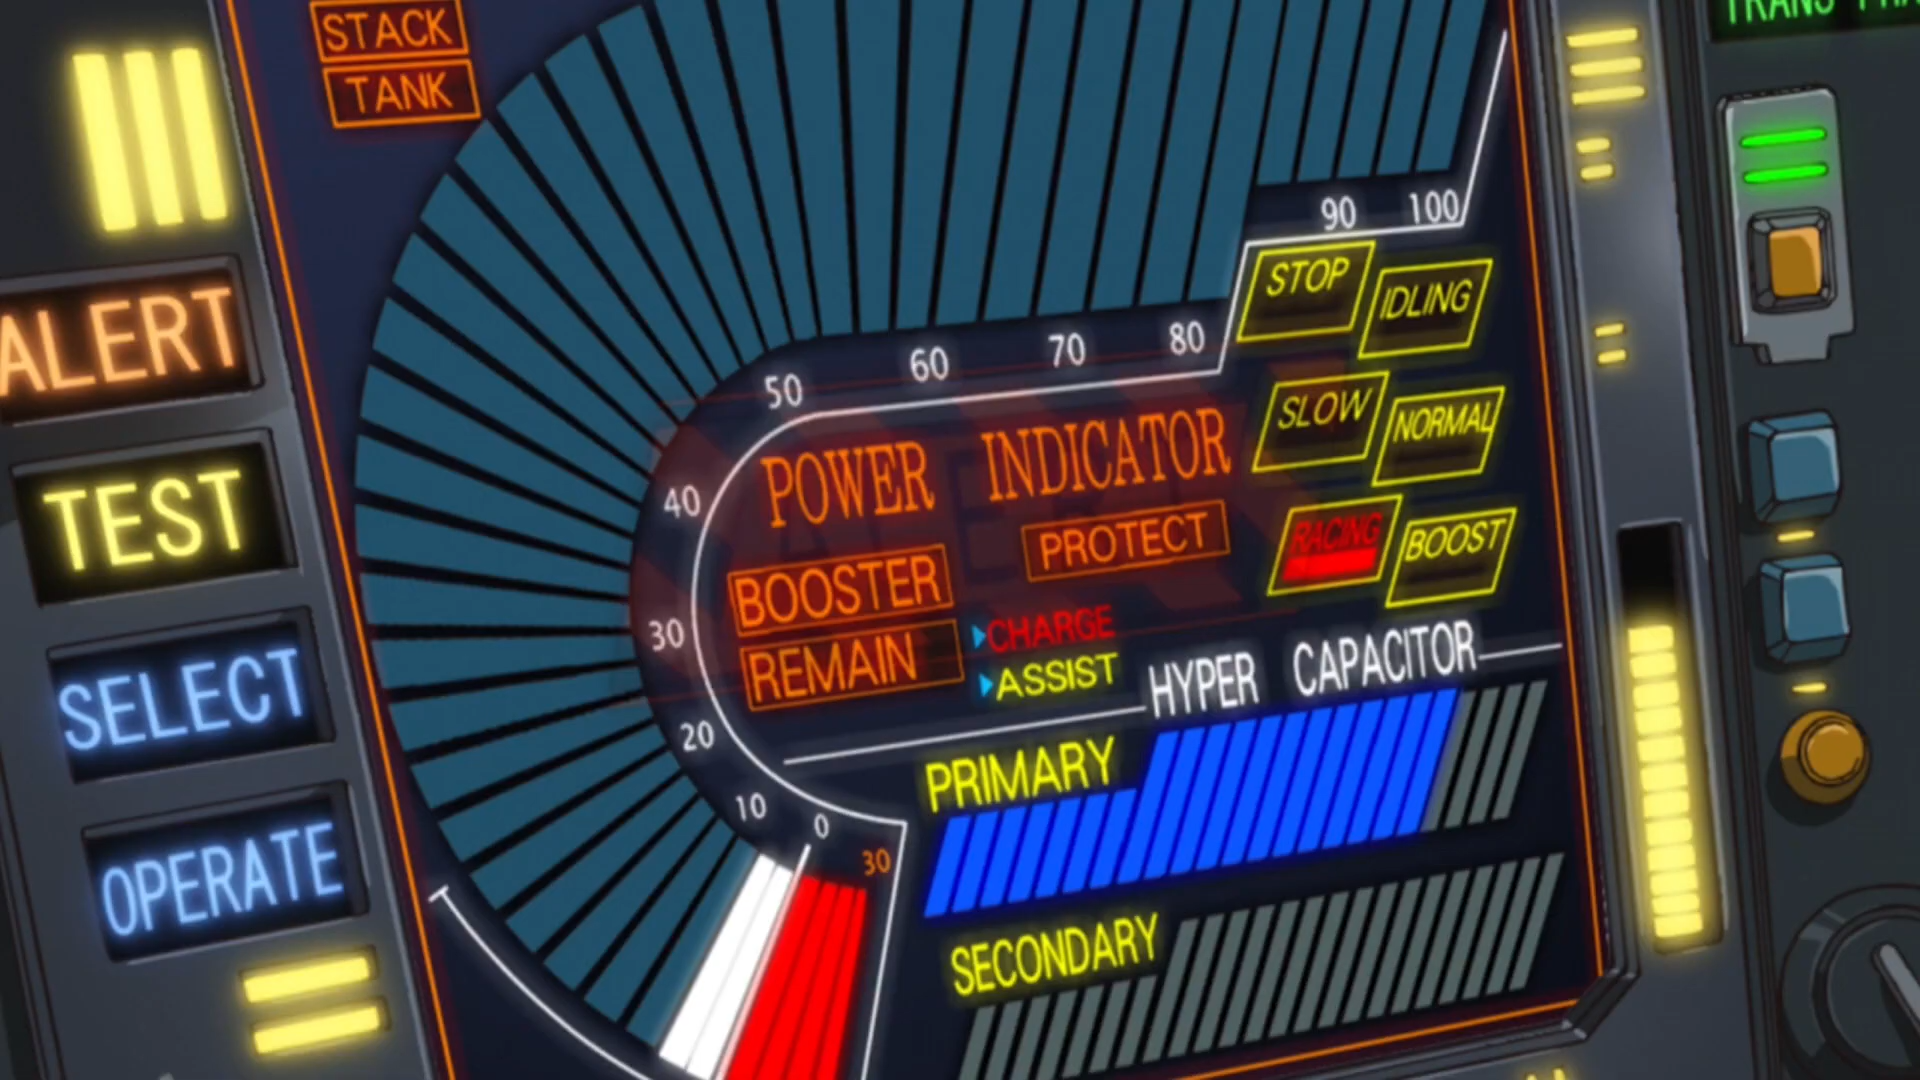 STACK
TANK
ALERT
TEST
SELECT
OPERATE
90 100
50 60 70 80
40
30
20
10
0
30
POWER INDICATOR
PROTECT
BOOSTER
REMAIN
CHARGE
ASSIST
STOP
IDLING
SLOW
NORMAL
RACING
BOOST
HYPER CAPACITOR
PRIMARY
SECONDARY
TRANS